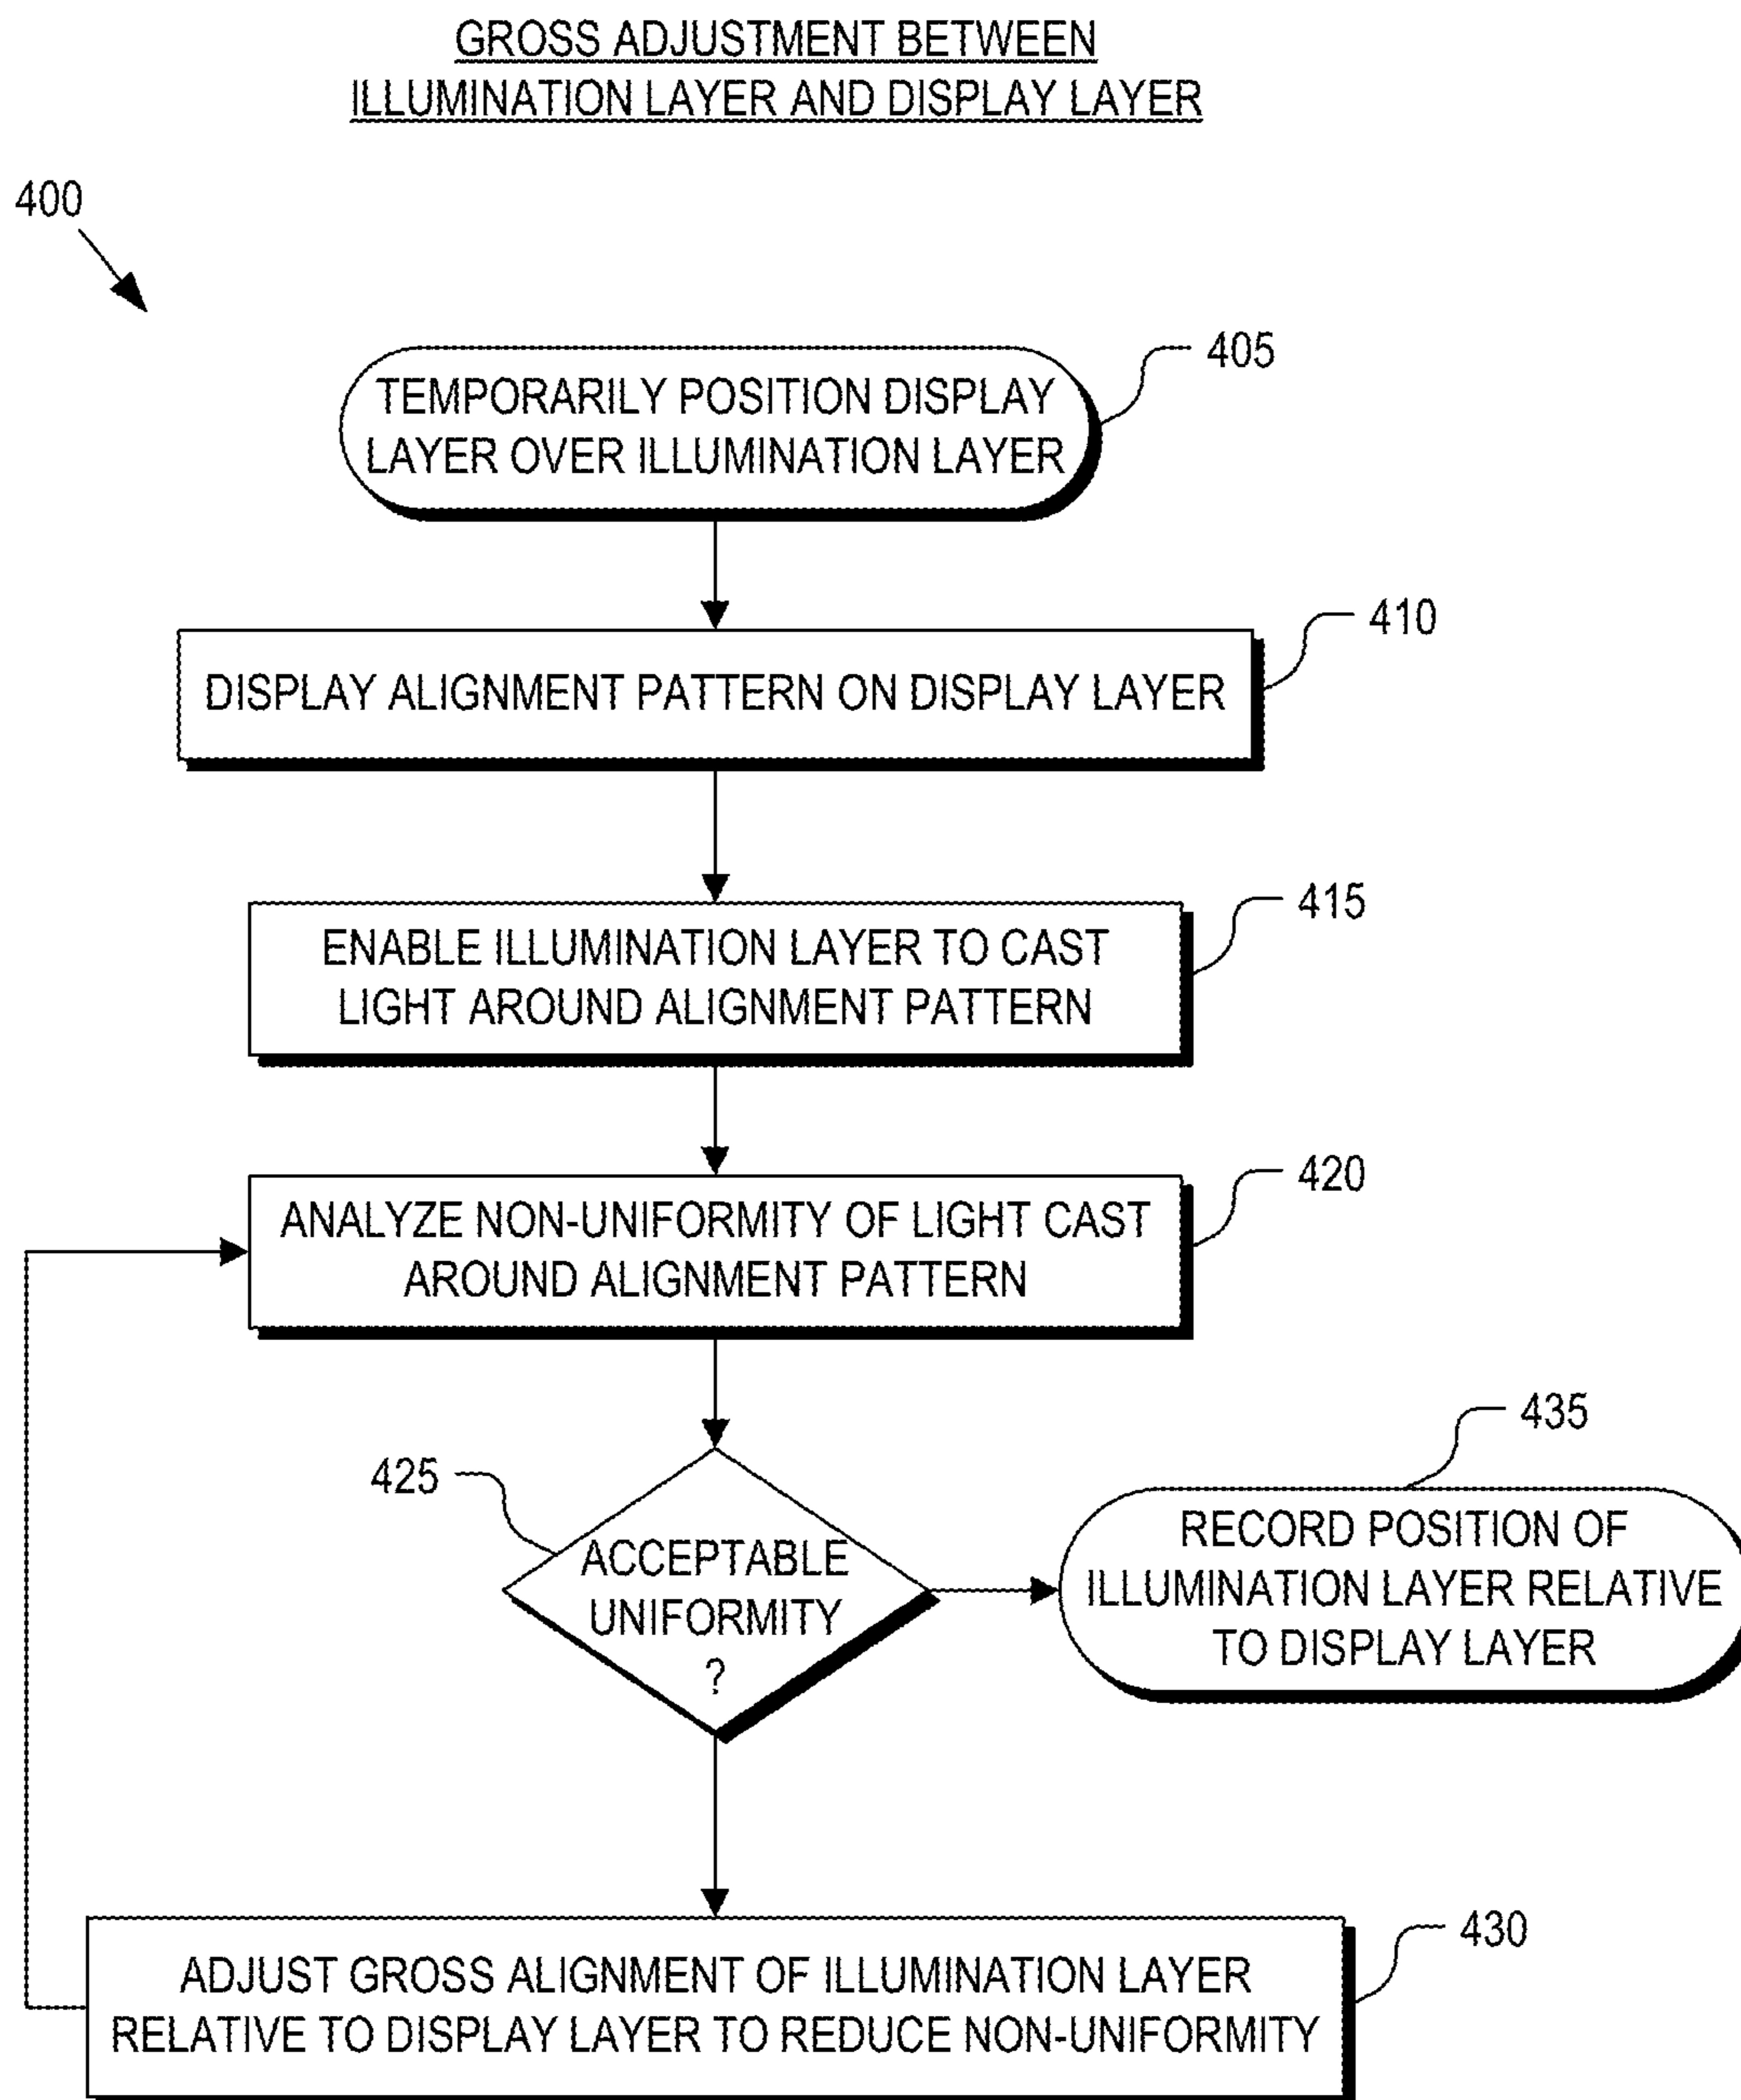 GROSS ADJUSTMENT BETWEEN
ILLUMINATION LAYER AND DISPLAY LAYER
400
405
TEMPORARILY POSITION DISPLAY
LAYER OVER ILLUMINATION LAYER
410
DISPLAY ALIGNMENT PATTERN ON DISPLAY LAYER
415
ENABLE ILLUMINATION LAYER TO CAST
LIGHT AROUND ALIGNMENT PATTERN
420
ANALYZE NON-UNIFORMITY OF LIGHT CAST
AROUND ALIGNMENT PATTERN
425
ACCEPTABLE
UNIFORMITY
?
435
RECORD POSITION OF
ILLUMINATION LAYER RELATIVE
TO DISPLAY LAYER
430
ADJUST GROSS ALIGNMENT OF ILLUMINATION LAYER
RELATIVE TO DISPLAY LAYER TO REDUCE NON-UNIFORMITY